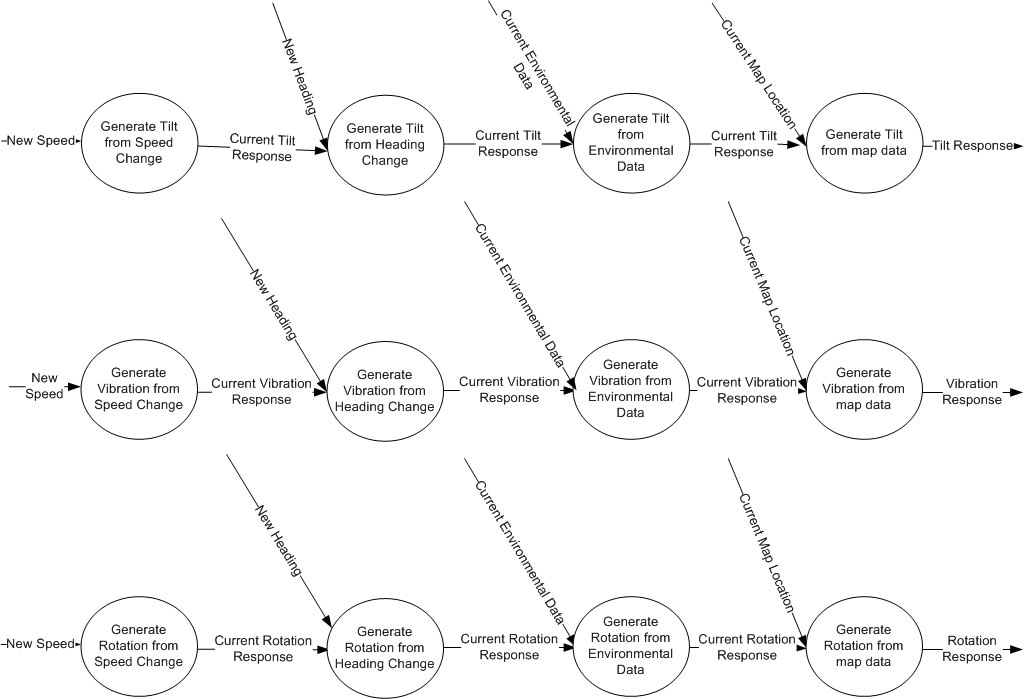 New Speed
Generate Tilt
from Speed
Change
Current Tilt
Response
New Heading
Generate Tilt
from Heading
Change
Current Tilt
Response
Current Environmental
Data
Generate Tilt
from
Environmental
Data
Current Tilt
Response
Current Map Location
Generate Tilt
from map data
Tilt Response
New
Speed
Generate
Vibration from
Speed Change
Current Vibration
Response
New Heading
Generate
Vibration from
Heading Change
Current Vibration
Response
Current Environmental Data
Generate
Vibration from
Environmental
Data
Current Vibration
Response
Current Map Location
Generate
Vibration from
map data
Vibration
Response
New Speed
Generate
Rotation from
Speed Change
Current Rotation
Response
New Heading
Generate
Rotation from
Heading Change
Current Rotation
Response
Current Environmental Data
Generate
Rotation from
Environmental
Data
Current Rotation
Response
Current Map Location
Generate
Rotation from
map data
Rotation
Response